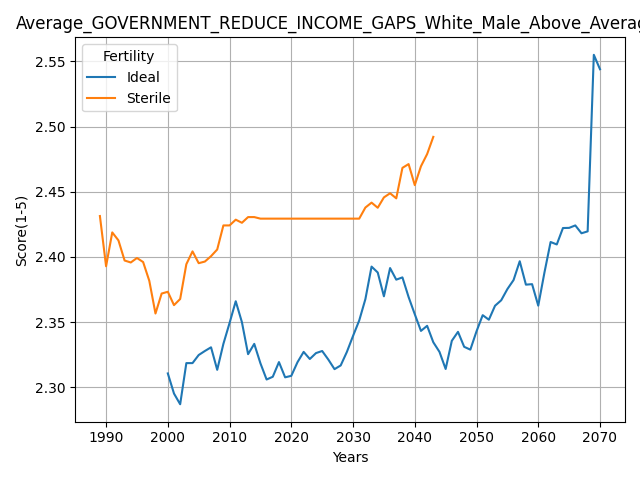 Average_GOVERNMENT_REDUCE_INCOME_GAPS_White_Male_Above_Averag
Fertility
Ideal
Sterile
Score(1-5)
2.55
2.50
2.45
2.40
2.35
2.30
1990 2000 2010 2020 2030 2040 2050 2060 2070
Years